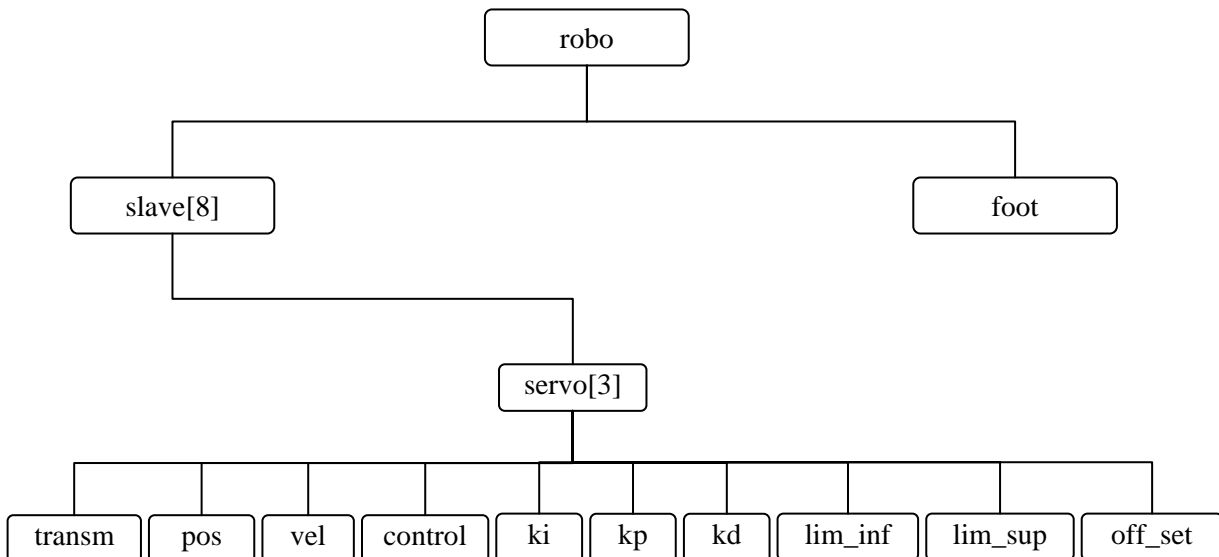 robo
slave[8]
foot
servo[3]
transm
pos
vel
control
ki
kp
kd
lim_inf
lim_sup
off_set